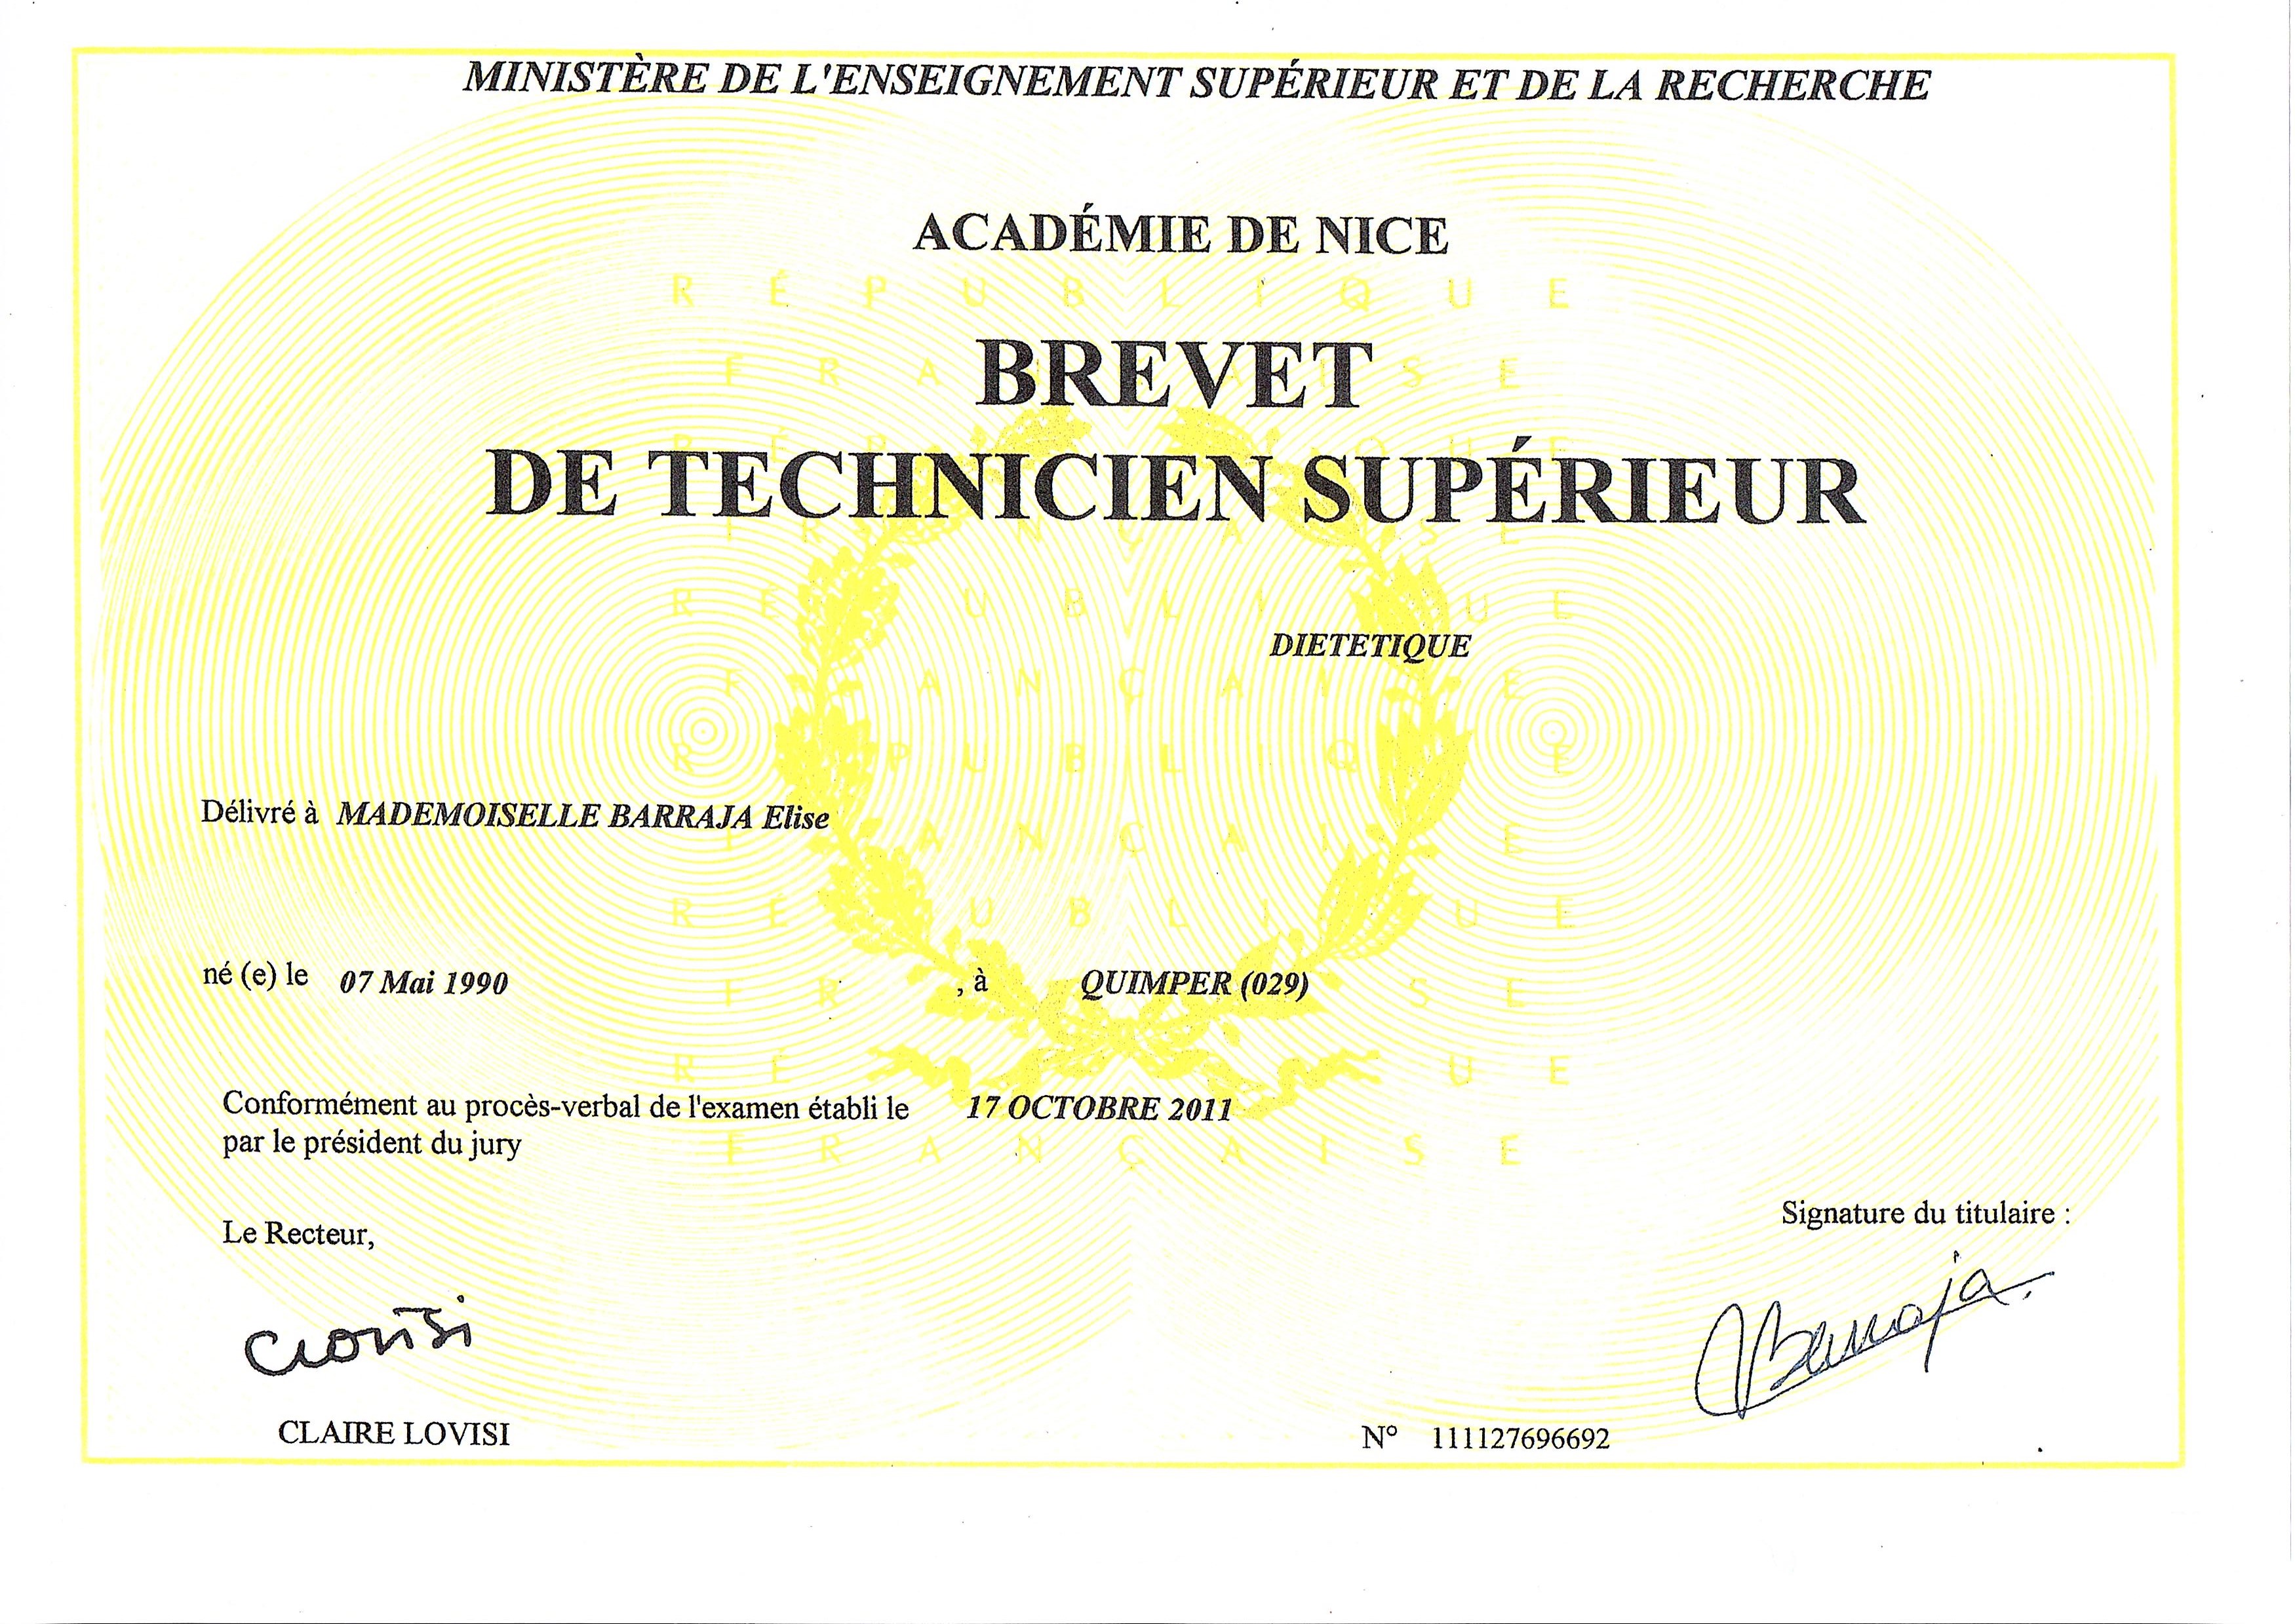 MINISTÈRE DE L'ENSEIGNEMENT SUPÉRIEUR ET DE LA RECHERCHE
ACADÉMIE DE NICE
RÉPUBLIQUE
FRANÇAISE
BREVET
DE TECHNICIEN SUPÉRIEUR
DIETETIQUE
Délivré à MADEMOISELLE BARRAJA Elise
né (e) le 07 Mai 1990 , à QUIMPER (029)
Conformément au procès-verbal de l'examen établi le 17 OCTOBRE 2011
par le président du jury
FRANÇAISE
Le Recteur,
Signature du titulaire :
Clovisi
Barraja
CLAIRE LOVISI
N° 111127696692